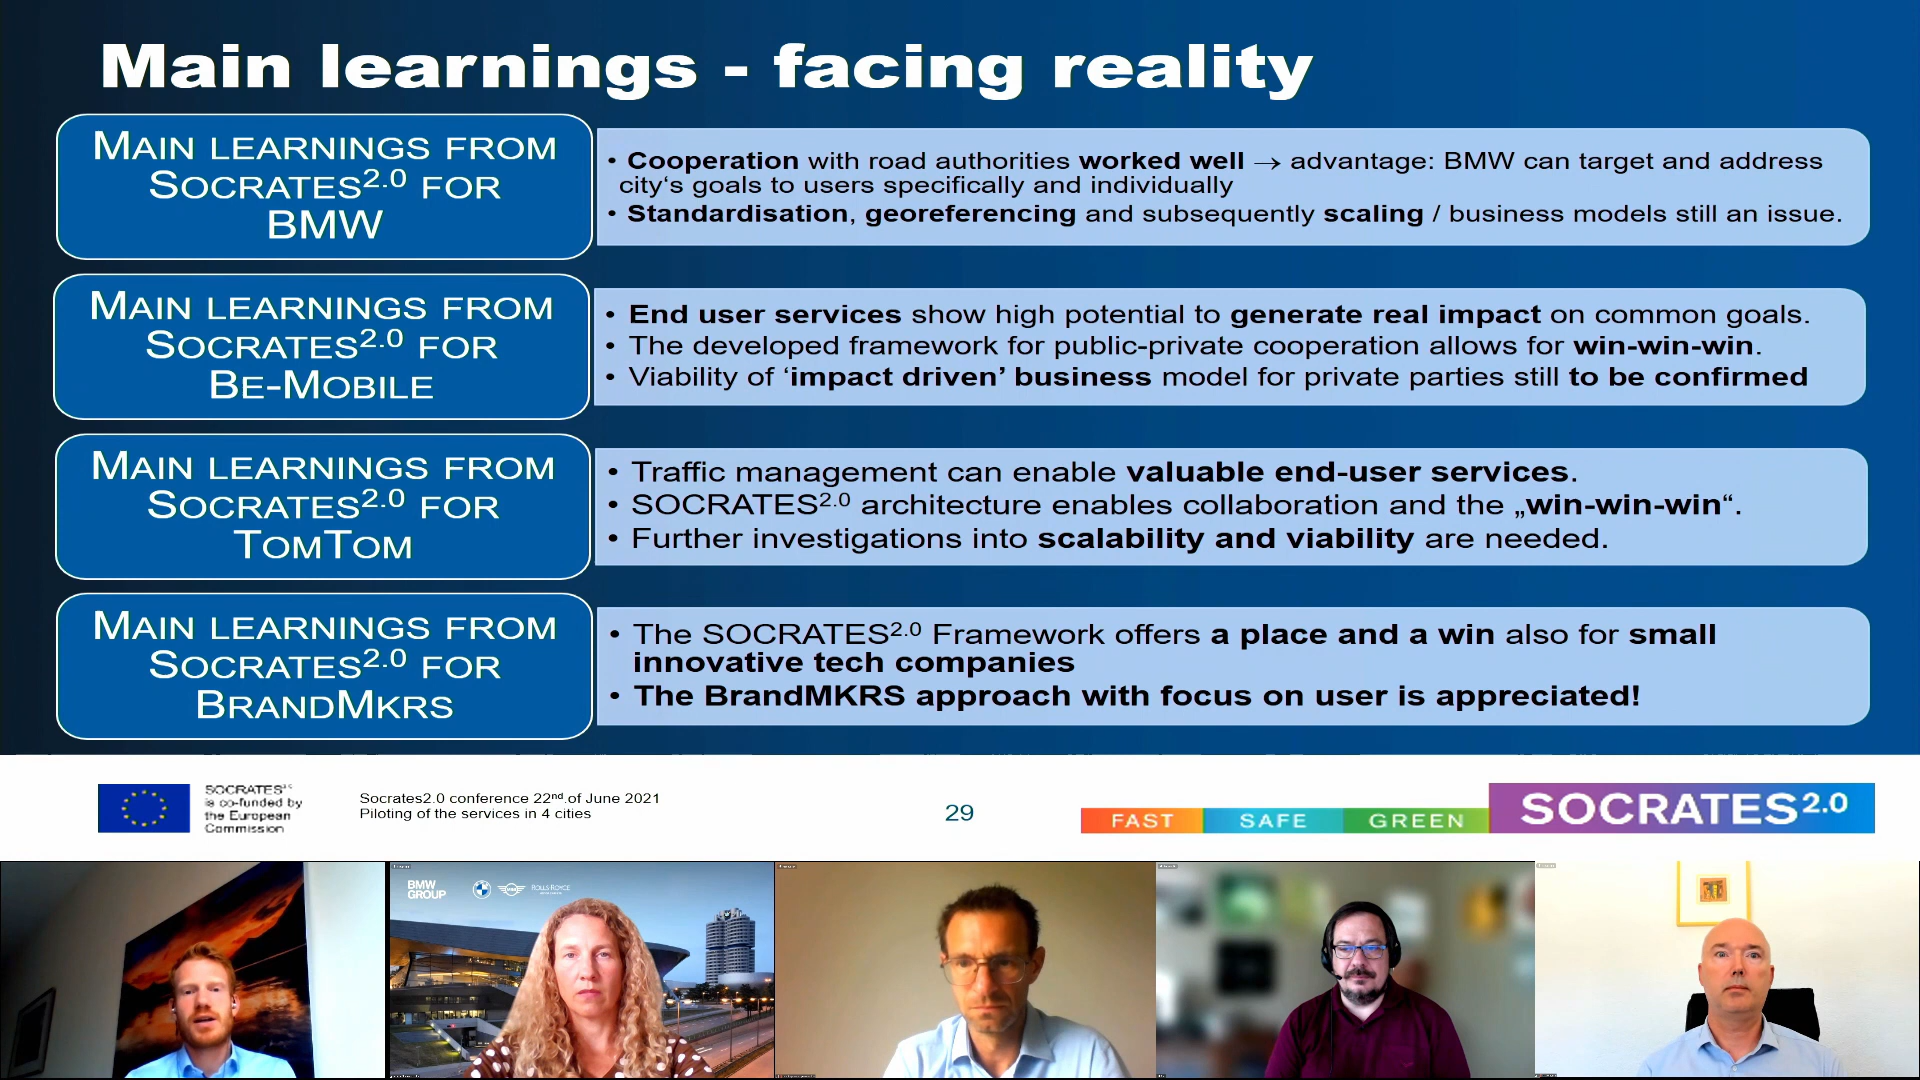 Main learnings - facing reality
MAIN LEARNINGS FROM
SOCRATES2.0 FOR
BMW
• Cooperation with road authorities worked well → advantage: BMW can target and address
city‘s goals to users specifically and individually
• Standardisation, georeferencing and subsequently scaling / business models still an issue.
MAIN LEARNINGS FROM
SOCRATES2.0 FOR
BE-MOBILE
• End user services show high potential to generate real impact on common goals.
• The developed framework for public-private cooperation allows for win-win-win.
• Viability of ‘impact driven’ business model for private parties still to be confirmed
MAIN LEARNINGS FROM
SOCRATES2.0 FOR
TOMTOM
• Traffic management can enable valuable end-user services.
• SOCRATES2.0 architecture enables collaboration and the „win-win-win“.
• Further investigations into scalability and viability are needed.
MAIN LEARNINGS FROM
SOCRATES2.0 FOR
BRANDMKRS
• The SOCRATES2.0 Framework offers a place and a win also for small
innovative tech companies
• The BrandMKRS approach with focus on user is appreciated!
SOCRATES2.0
is co-funded by
the European
Commission
Socrates2.0 conference 22nd of June 2021
Piloting of the services in 4 cities
29
FAST SAFE GREEN SOCRATES2.0
BMW
GROUP
ROLLS ROYCE